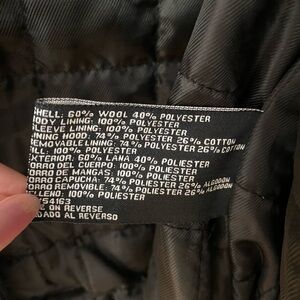 SHELL: 60% WOOL 40% POLYESTER
BODY LINING: 100% POLYESTER
SLEEVE LINING: 100% POLYESTER
LINING HOOD: 74% POLYESTER 26% COTTON
REMOVABLE LINING: 74% POLYESTER 26% COTTON
FILL: 100% POLYESTER
EXTERIOR: 60% LANA 40% POLIESTER
FORRO DEL CUERPO: 100% POLIESTER
FORRO DE MANGAS: 100% POLIESTER
FORRO CAPUCHA: 74% POLIESTER 26% ALGODON
FORRO REMOVIBLE: 74% POLIESTER 26% ALGODON
RELLENO: 100% POLIESTER
54163
ON REVERSE
AL REVERSO